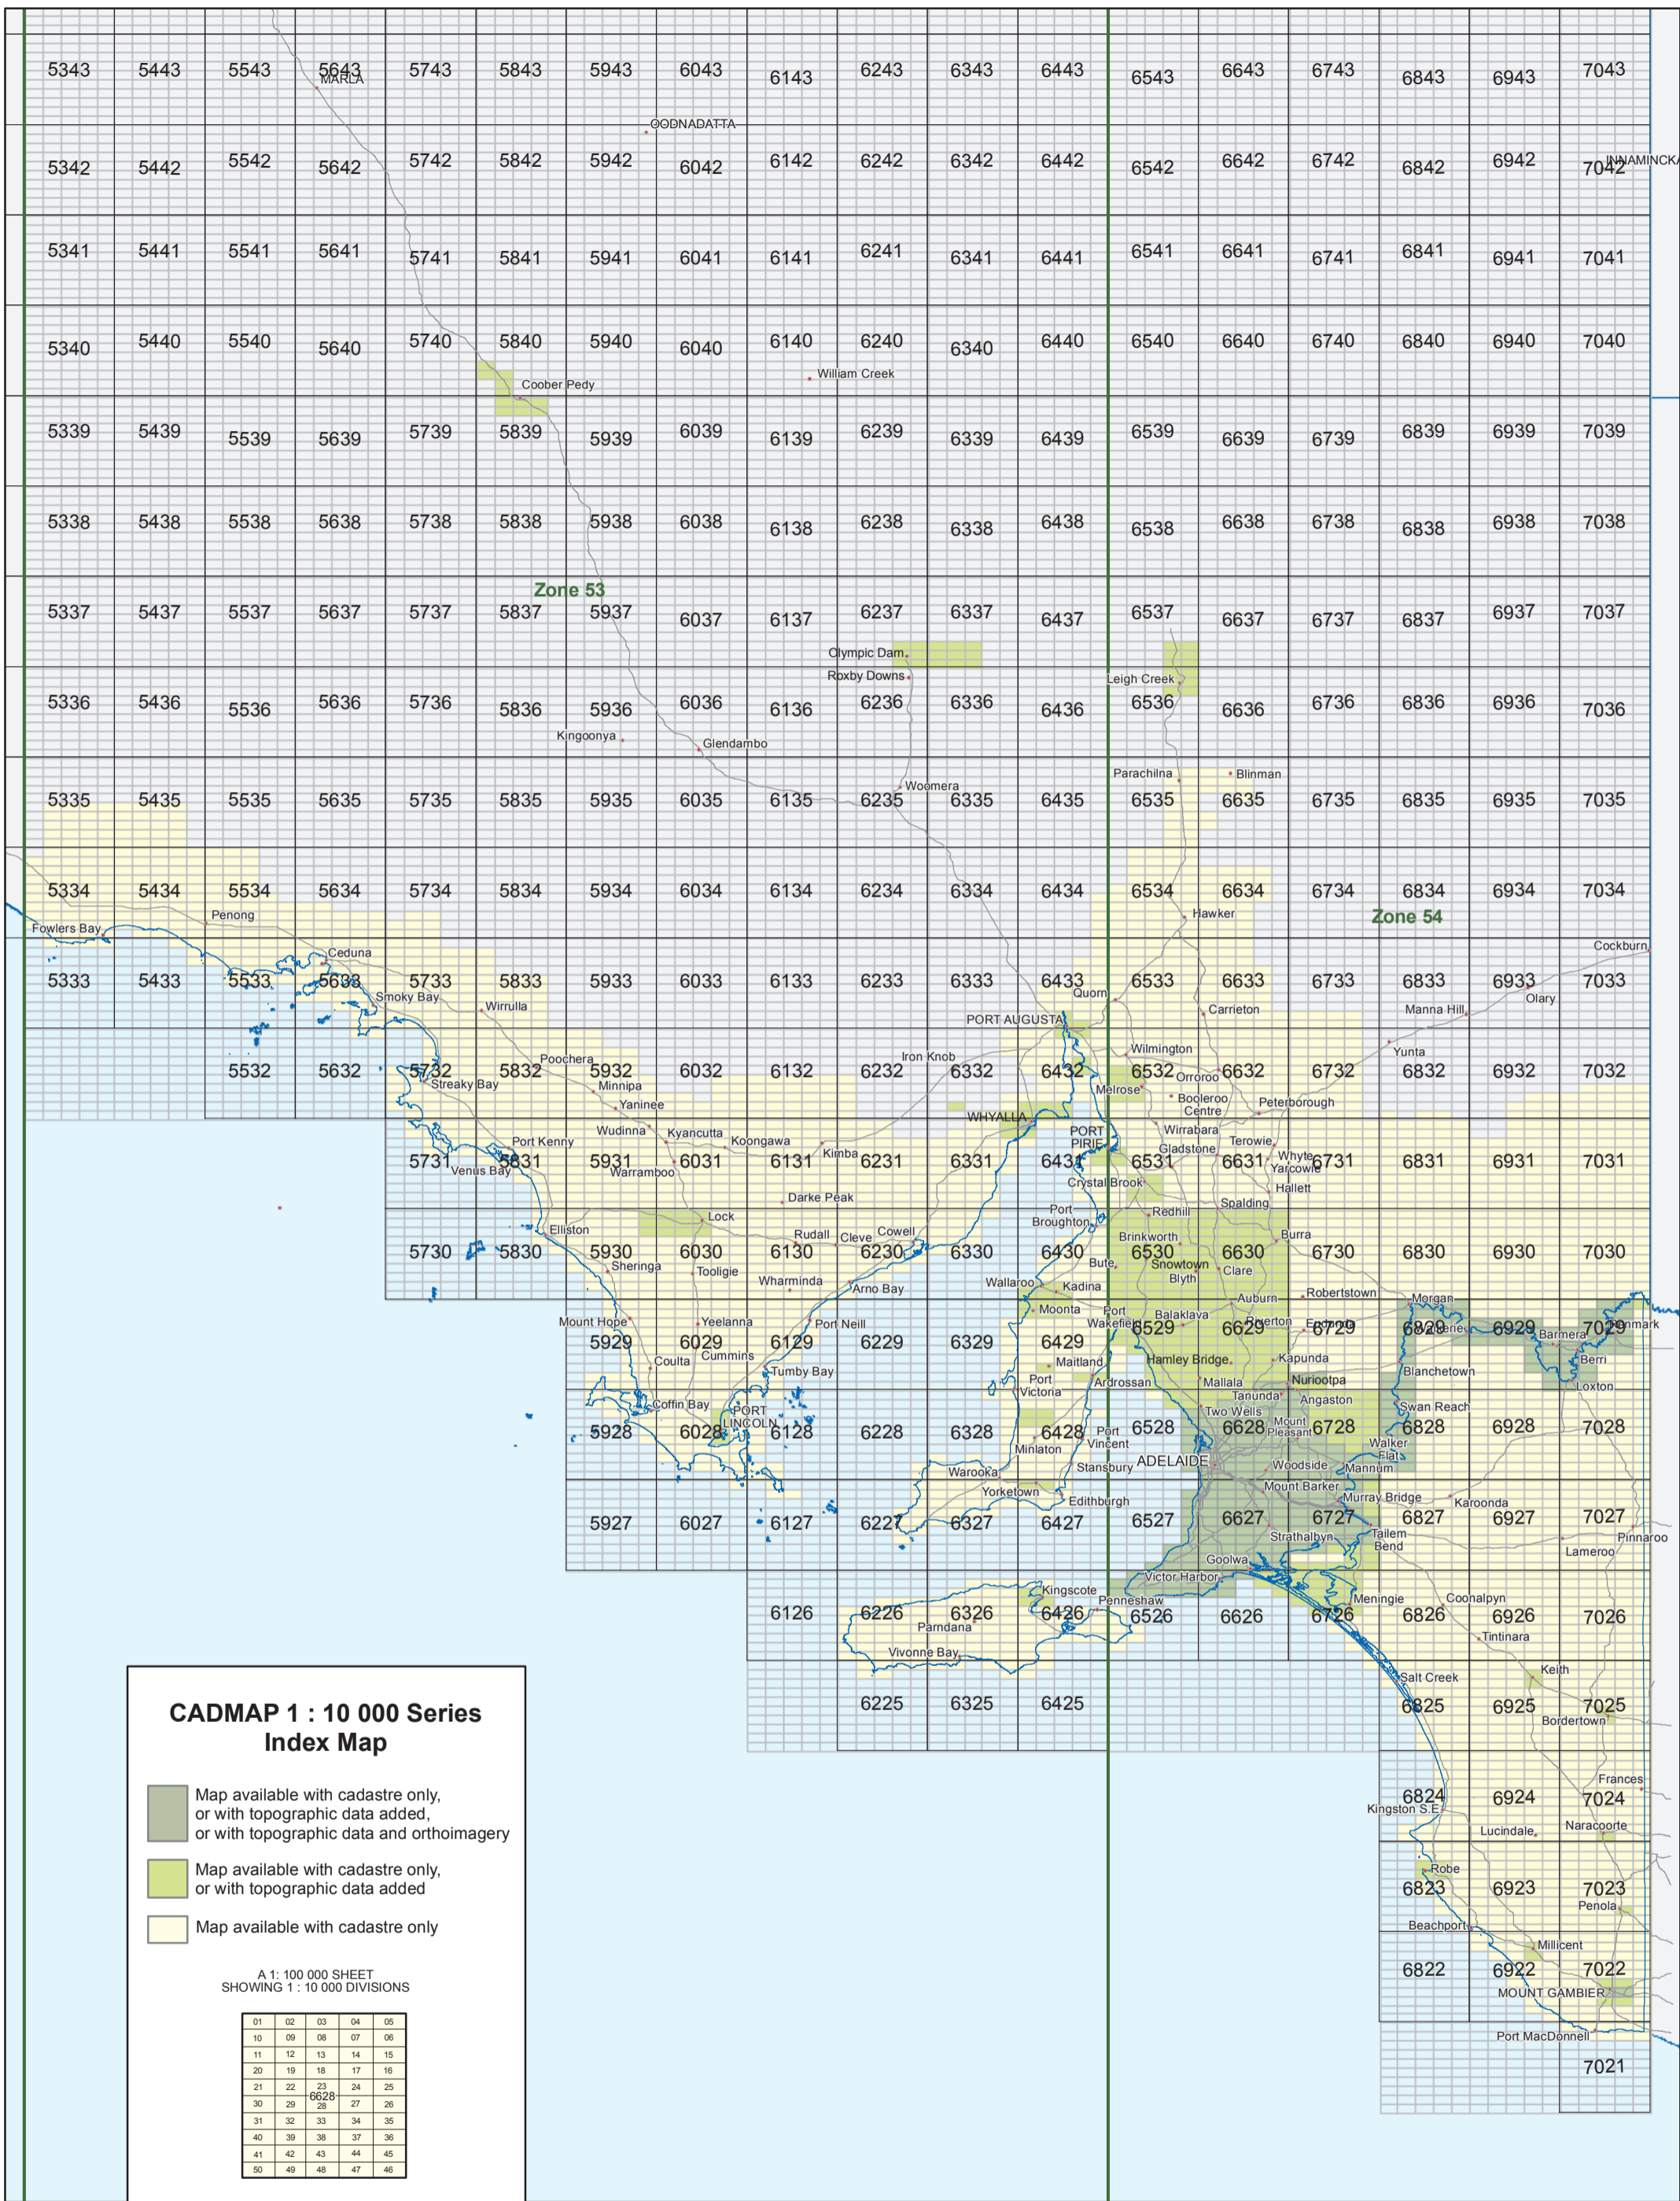 5343 5443 5543 5643 5743 5843 5943 6043 6143 6243 6343 6443 6543 6643 6743 6843 6943 7043
MARLA
OODNADATTA
5342 5442 5542 5642 5742 5842 5942 6042 6142 6242 6342 6442 6542 6642 6742 6842 6942 7042
INNAMINCKA
5341 5441 5541 5641 5741 5841 5941 6041 6141 6241 6341 6441 6541 6641 6741 6841 6941 7041
5340 5440 5540 5640 5740 5840 5940 6040 6140 6240 6340 6440 6540 6640 6740 6840 6940 7040
William Creek
Coober Pedy
5339 5439 5539 5639 5739 5839 5939 6039 6139 6239 6339 6439 6539 6639 6739 6839 6939 7039
5338 5438 5538 5638 5738 5838 5938 6038 6138 6238 6338 6438 6538 6638 6738 6838 6938 7038
Zone 53
5337 5437 5537 5637 5737 5837 5937 6037 6137 6237 6337 6437 6537 6637 6737 6837 6937 7037
Olympic Dam
Roxby Downs
Leigh Creek
5336 5436 5536 5636 5736 5836 5936 6036 6136 6236 6336 6436 6536 6636 6736 6836 6936 7036
Kingoonya
Glendambo
Parachilna
Blinman
Woomera
5335 5435 5535 5635 5735 5835 5935 6035 6135 6235 6335 6435 6535 6635 6735 6835 6935 7035
5334 5434 5534 5634 5734 5834 5934 6034 6134 6234 6334 6434 6534 6634 6734 6834 6934 7034
Penong
Hawker
Zone 54
Fowlers Bay
Cockburn
Ceduna
5333 5433 5533 5633 5733 5833 5933 6033 6133 6233 6333 6433 6533 6633 6733 6833 6933 7033
Smoky Bay
Wirrulla
Quorn
Carrieton
Manna Hill
Olary
PORT AUGUSTA
Poochera
Iron Knob
Wilmington
Yunta
5532 5632 5732 5832 5932 6032 6132 6232 6332 6432 6532 6632 6732 6832 6932 7032
Streaky Bay
Minnipa
Yaninee
Melrose
Orroroo
Booleroo
Centre
Peterborough
WHYALLA
Wudinna
Kyancutta
Koongawa
Kimba
PORT
PIRIE
Wirrabara
Gladstone
Terowie
Port Kenny
5731 5831 5931 6031 6131 6231 6331 6431 6531 6631 6731 6831 6931 7031
Venus Bay
Warramboo
Whyte
Yarcowie
Crystal Brook
Hallett
Darke Peak
Lock
Port
Broughton
Redhill
Spalding
Elliston
Rudall
Cleve
Cowell
Brinkworth
Burra
5730 5830 5930 6030 6130 6230 6330 6430 6530 6630 6730 6830 6930 7030
Sheringa
Tooligie
Wharminda
Arno Bay
Bute
Snowtown
Blyth
Clare
Wallaroo
Kadina
Auburn
Robertstown
Morgan
Mount Hope
Yeelanna
Port Neill
Moonta
Port
Wakefield
Balaklava
Riverton
Eudunda
Waikerie
Barmera
Renmark
5929 6029 6129 6229 6329 6429 6529 6629 6729 6829 6929 7029
Coulta
Cummins
Tumby Bay
Maitland
Hamley Bridge
Kapunda
Blanchetown
Berri
Loxton
Port
Victoria
Ardrossan
Mallala
Nuriootpa
Tanunda
Angaston
Coffin Bay
PORT
LINCOLN
Two Wells
Mount
Pleasant
Swan Reach
5928 6028 6128 6228 6328 6428 6528 6628 6728 6828 6928 7028
Minlaton
Port
Vincent
Walker
Flat
ADELAIDE
Warooka
Stansbury
Woodside
Mannum
Yorketown
Edithburgh
Mount Barker
Murray Bridge
Karoonda
5927 6027 6127 6227 6327 6427 6527 6627 6727 6827 6927 7027
Strathalbyn
Tailem
Bend
Pinnaroo
Lameroo
Goolwa
Victor Harbor
Kingscote
Penneshaw
Meningie
Coonalpyn
6126 6226 6326 6426 6526 6626 6726 6826 6926 7026
Parndana
Tintinara
Vivonne Bay
Salt Creek
Keith
6225 6325 6425 6825 6925 7025
Bordertown
Frances
6824 6924 7024
Kingston S.E
Lucindale
Naracoorte
Robe
6823 6923 7023
Penola
Beachport
Millicent
6822 6922 7022
MOUNT GAMBIER
Port MacDonnell
7021
CADMAP 1 : 10 000 Series
Index Map
Map available with cadastre only,
or with topographic data added,
or with topographic data and orthoimagery
Map available with cadastre only,
or with topographic data added
Map available with cadastre only
A 1: 100 000 SHEET
SHOWING 1 : 10 000 DIVISIONS
01 02 03 04 05
10 09 08 07 06
11 12 13 14 15
20 19 18 17 16
21 22 23 24 25
6628
30 29 28 27 26
31 32 33 34 35
40 39 38 37 36
41 42 43 44 45
50 49 48 47 46